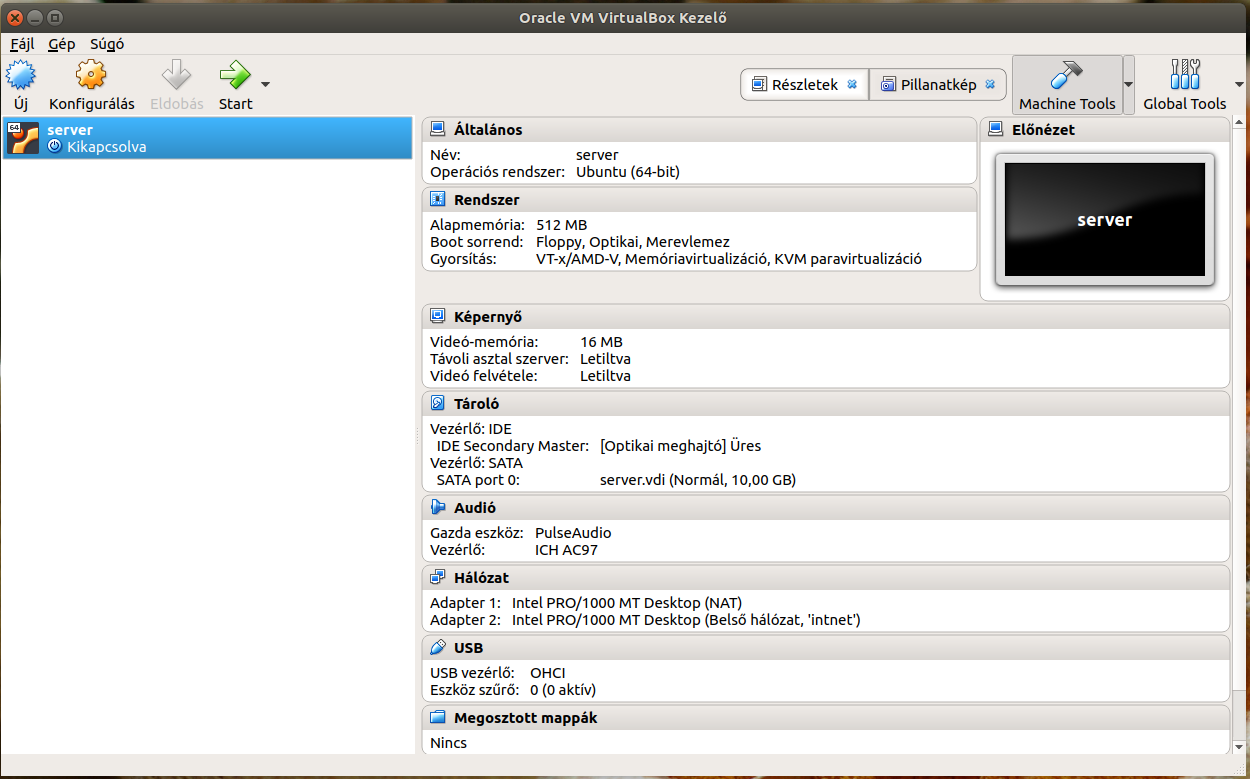 Oracle VM VirtualBox Kezelő
Fájl Gép Súgó
Új Konfigurálás Eldobás Start Részletek Pillanatkép Machine Tools Global Tools
64
server
Kikapcsolva
Általános
Név: server
Operációs rendszer: Ubuntu (64-bit)
Előnézet
server
Rendszer
Alapmemória: 512 MB
Boot sorrend: Floppy, Optikai, Merevlemez
Gyorsítás: VT-x/AMD-V, Memóriavirtualizáció, KVM paravirtualizáció
Képernyő
Videó-memória: 16 MB
Távoli asztal szerver: Letiltva
Videó felvétele: Letiltva
Tároló
Vezérlő: IDE
IDE Secondary Master: [Optikai meghajtó] Üres
Vezérlő: SATA
SATA port 0: server.vdi (Normál, 10,00 GB)
Audió
Gazda eszköz: PulseAudio
Vezérlő: ICH AC97
Hálózat
Adapter 1: Intel PRO/1000 MT Desktop (NAT)
Adapter 2: Intel PRO/1000 MT Desktop (Belső hálózat, 'intnet')
USB
USB vezérlő: OHCI
Eszköz szűrő: 0 (0 aktív)
Megosztott mappák
Nincs